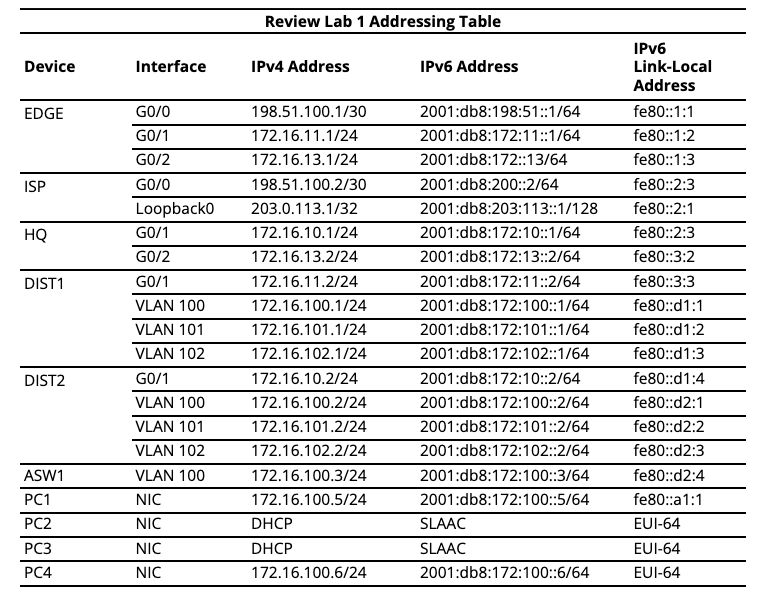 Review Lab 1 Addressing Table
Device Interface IPv4 Address IPv6 Address IPv6 Link-Local Address
EDGE G0/0 198.51.100.1/30 2001:db8:198:51::1/64 fe80::1:1
G0/1 172.16.11.1/24 2001:db8:172:11::1/64 fe80::1:2
G0/2 172.16.13.1/24 2001:db8:172::13/64 fe80::1:3
ISP G0/0 198.51.100.2/30 2001:db8:200::2/64 fe80::2:3
Loopback0 203.0.113.1/32 2001:db8:203:113::1/128 fe80::2:1
HQ G0/1 172.16.10.1/24 2001:db8:172:10::1/64 fe80::2:3
G0/2 172.16.13.2/24 2001:db8:172:13::2/64 fe80::3:2
DIST1 G0/1 172.16.11.2/24 2001:db8:172:11::2/64 fe80::3:3
VLAN 100 172.16.100.1/24 2001:db8:172:100::1/64 fe80::d1:1
VLAN 101 172.16.101.1/24 2001:db8:172:101::1/64 fe80::d1:2
VLAN 102 172.16.102.1/24 2001:db8:172:102::1/64 fe80::d1:3
DIST2 G0/1 172.16.10.2/24 2001:db8:172:10::2/64 fe80::d1:4
VLAN 100 172.16.100.2/24 2001:db8:172:100::2/64 fe80::d2:1
VLAN 101 172.16.101.2/24 2001:db8:172:101::2/64 fe80::d2:2
VLAN 102 172.16.102.2/24 2001:db8:172:102::2/64 fe80::d2:3
ASW1 VLAN 100 172.16.100.3/24 2001:db8:172:100::3/64 fe80::d2:4
PC1 NIC 172.16.100.5/24 2001:db8:172:100::5/64 fe80::a1:1
PC2 NIC DHCP SLAAC EUI-64
PC3 NIC DHCP SLAAC EUI-64
PC4 NIC 172.16.100.6/24 2001:db8:172:100::6/64 EUI-64